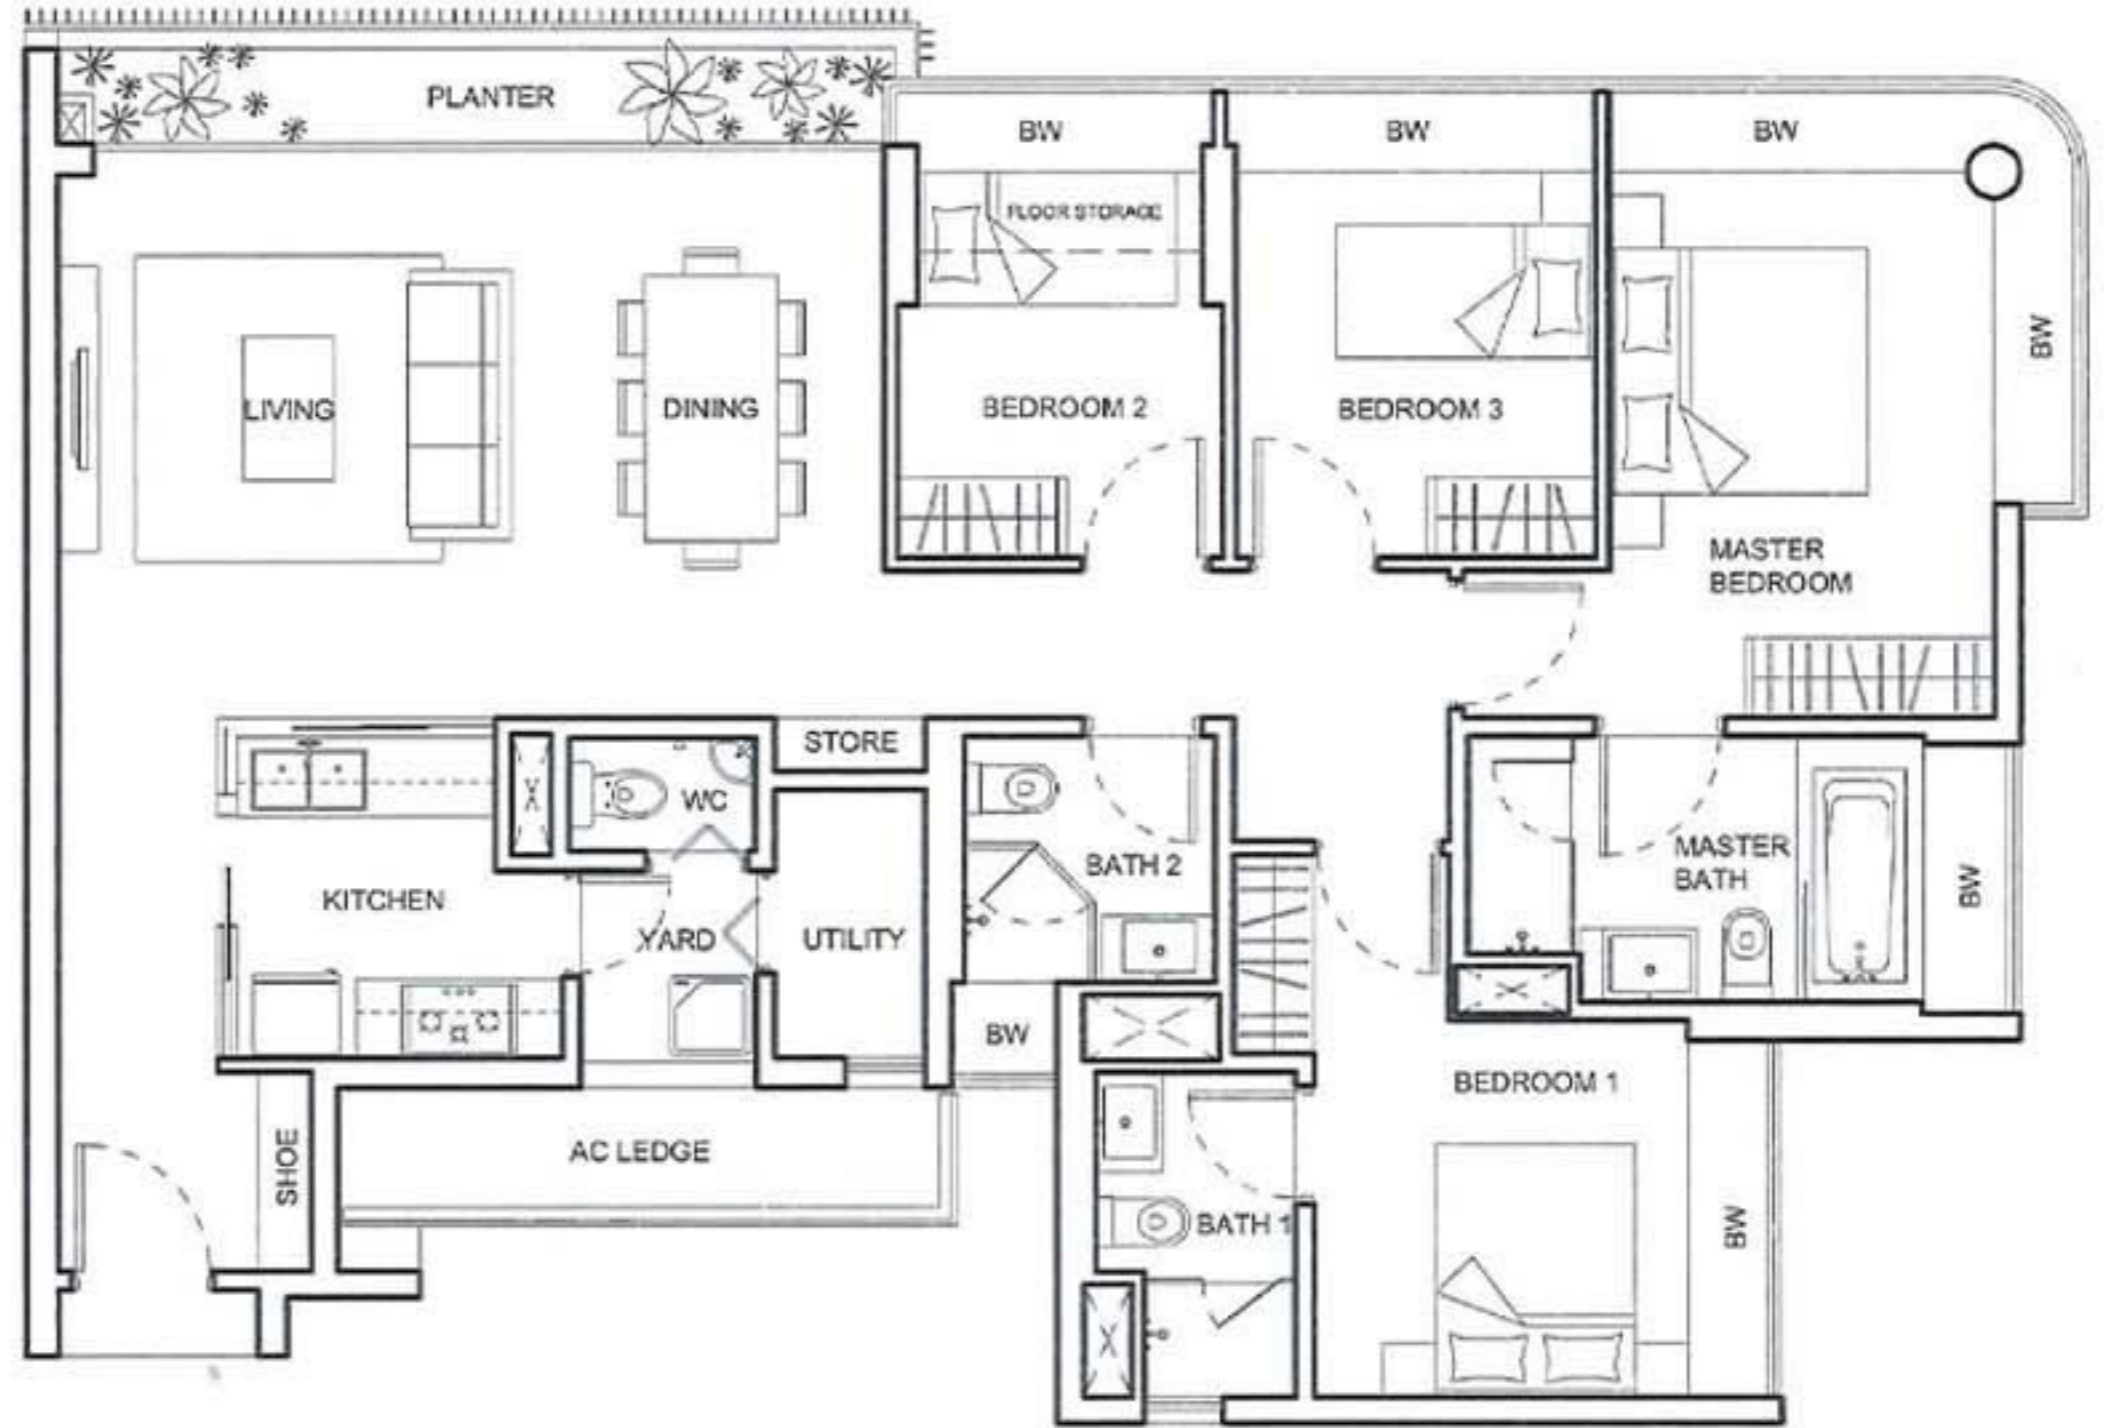 PLANTER
BW
BW
BW
FLOOR STORAGE
BW
LIVING
DINING
BEDROOM 2
BEDROOM 3
MASTER
BEDROOM
STORE
WC
KITCHEN
YARD
UTILITY
BATH 2
MASTER
BATH
BW
BW
BEDROOM 1
SHOE
AC LEDGE
BATH 1
BW